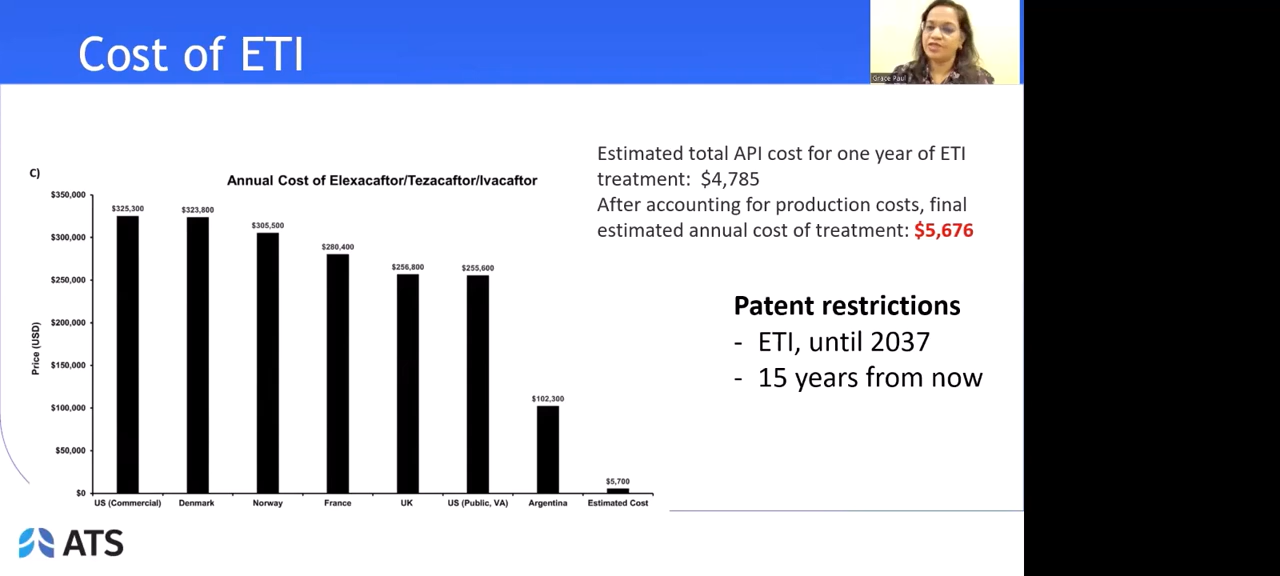 Cost of ETI
Grace Paul
Estimated total API cost for one year of ETI
treatment: $4,785
After accounting for production costs, final
estimated annual cost of treatment: $5,676
C)
Annual Cost of Elexacaftor/Tezacaftor/Ivacaftor
Price (USD)
$350,000
$300,000
$250,000
$200,000
$150,000
$100,000
$50,000
$0
$325,300
$323,800
$305,500
$280,400
$256,800
$255,600
$102,300
$5,700
US (Commercial)
Denmark
Norway
France
UK
US (Public, VA)
Argentina
Estimated Cost
Patent restrictions
- ETI, until 2037
- 15 years from now
ATS